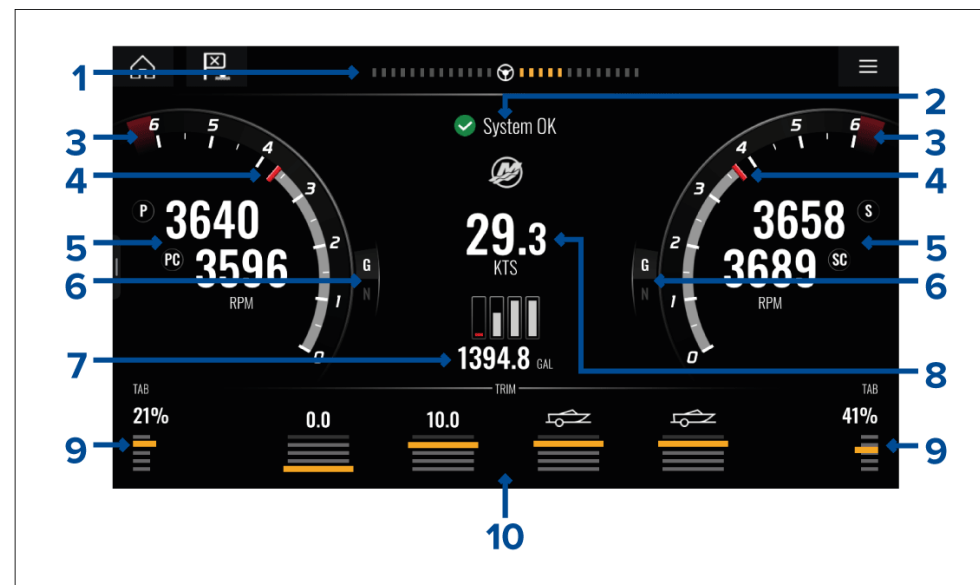 1
2
System OK
3
6 5 4 3 2 1 0
5 6 4 3 2 1 0
3
4
4
P 3640
PC 3596
RPM
3658 S
3689 SC
RPM
5
5
29.3
KTS
G
N
G
N
6
6
7
1394.8 GAL
8
TRIM
TAB
21%
0.0
10.0
TAB
41%
9
9
10